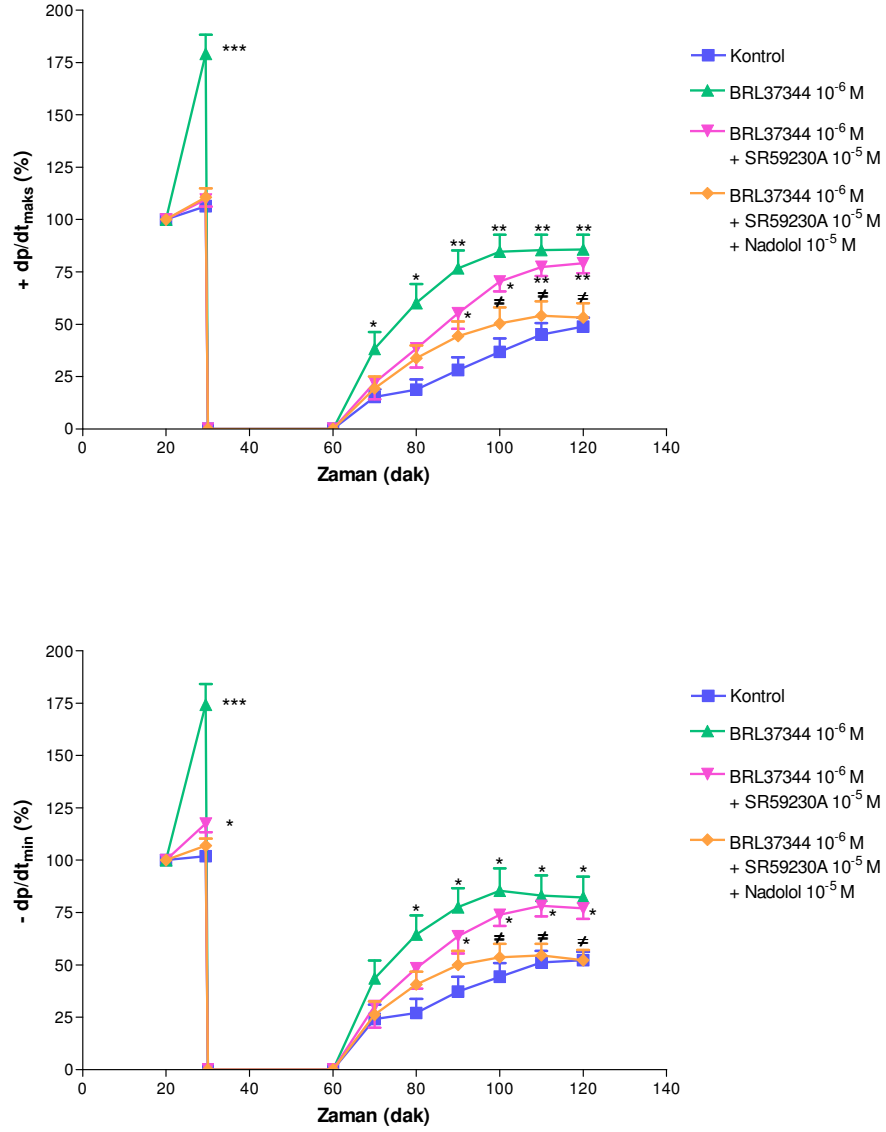 200
175
150
125
100
75
50
25
0
+ dp/dtmaks (%)
0 20 40 60 80 100 120 140
Zaman (dak)
***
* * ** ** ** **
* * ** **
≠ ≠ ≠
Kontrol
BRL37344 10-6 M
BRL37344 10-6 M
+ SR59230A 10-5 M
BRL37344 10-6 M
+ SR59230A 10-5 M
+ Nadolol 10-5 M
200
175
150
125
100
75
50
25
0
- dp/dtmin (%)
0 20 40 60 80 100 120 140
Zaman (dak)
***
*
* * * * *
* * * *
≠ ≠ ≠
Kontrol
BRL37344 10-6 M
BRL37344 10-6 M
+ SR59230A 10-5 M
BRL37344 10-6 M
+ SR59230A 10-5 M
+ Nadolol 10-5 M